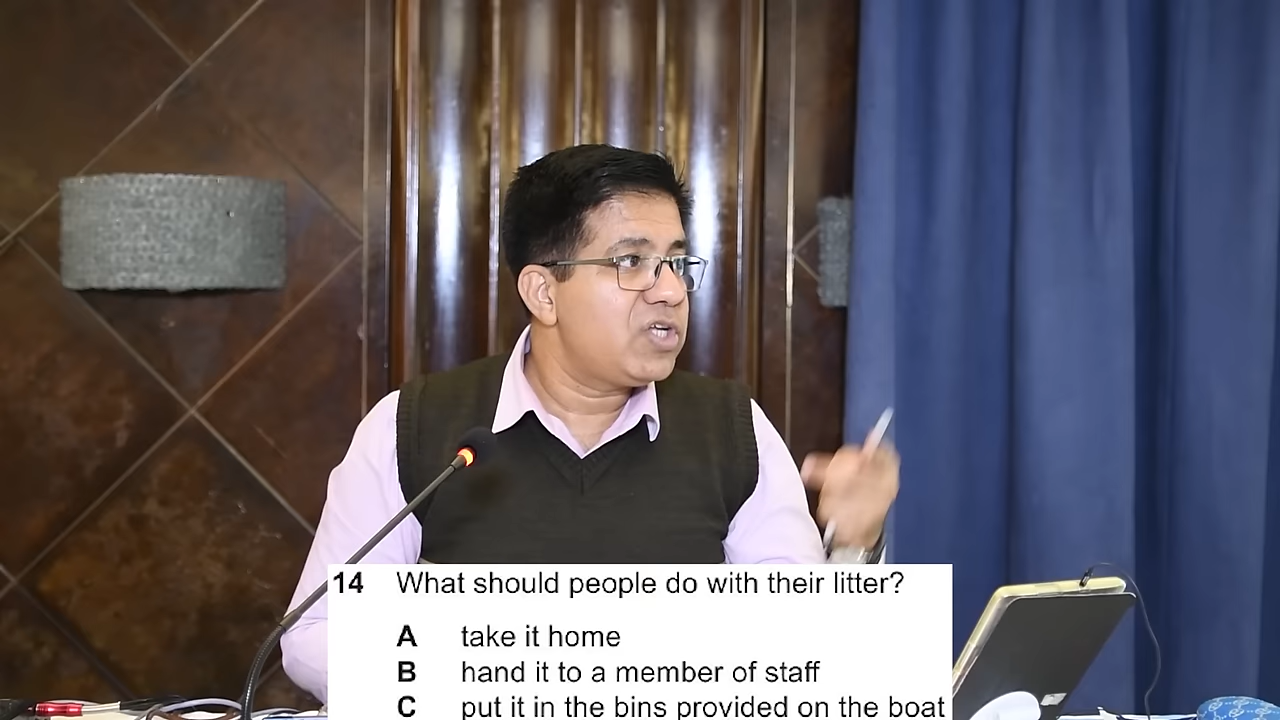 14 What should people do with their litter?
A take it home
B hand it to a member of staff
C put it in the bins provided on the boat